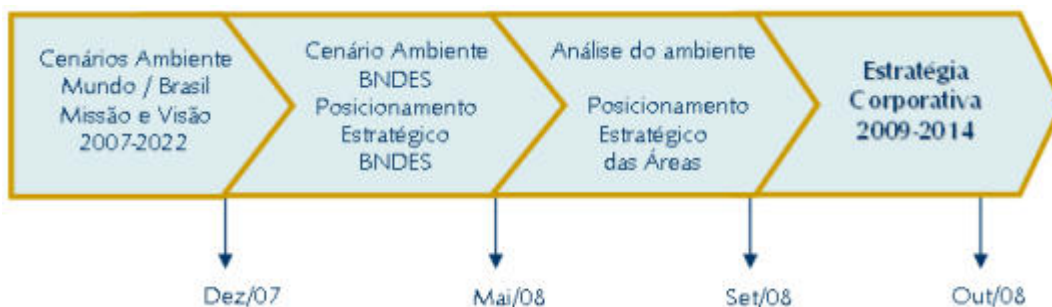 Cenários Ambiente
Mundo / Brasil
Missão e Visão
2007-2022
Cenário Ambiente
BNDES
Posicionamento
Estratégico
BNDES
Análise do ambiente
Posicionamento
Estratégico
das Áreas
Estratégia
Corporativa
2009-2014
Dez/07
Mai/08
Set/08
Out/08